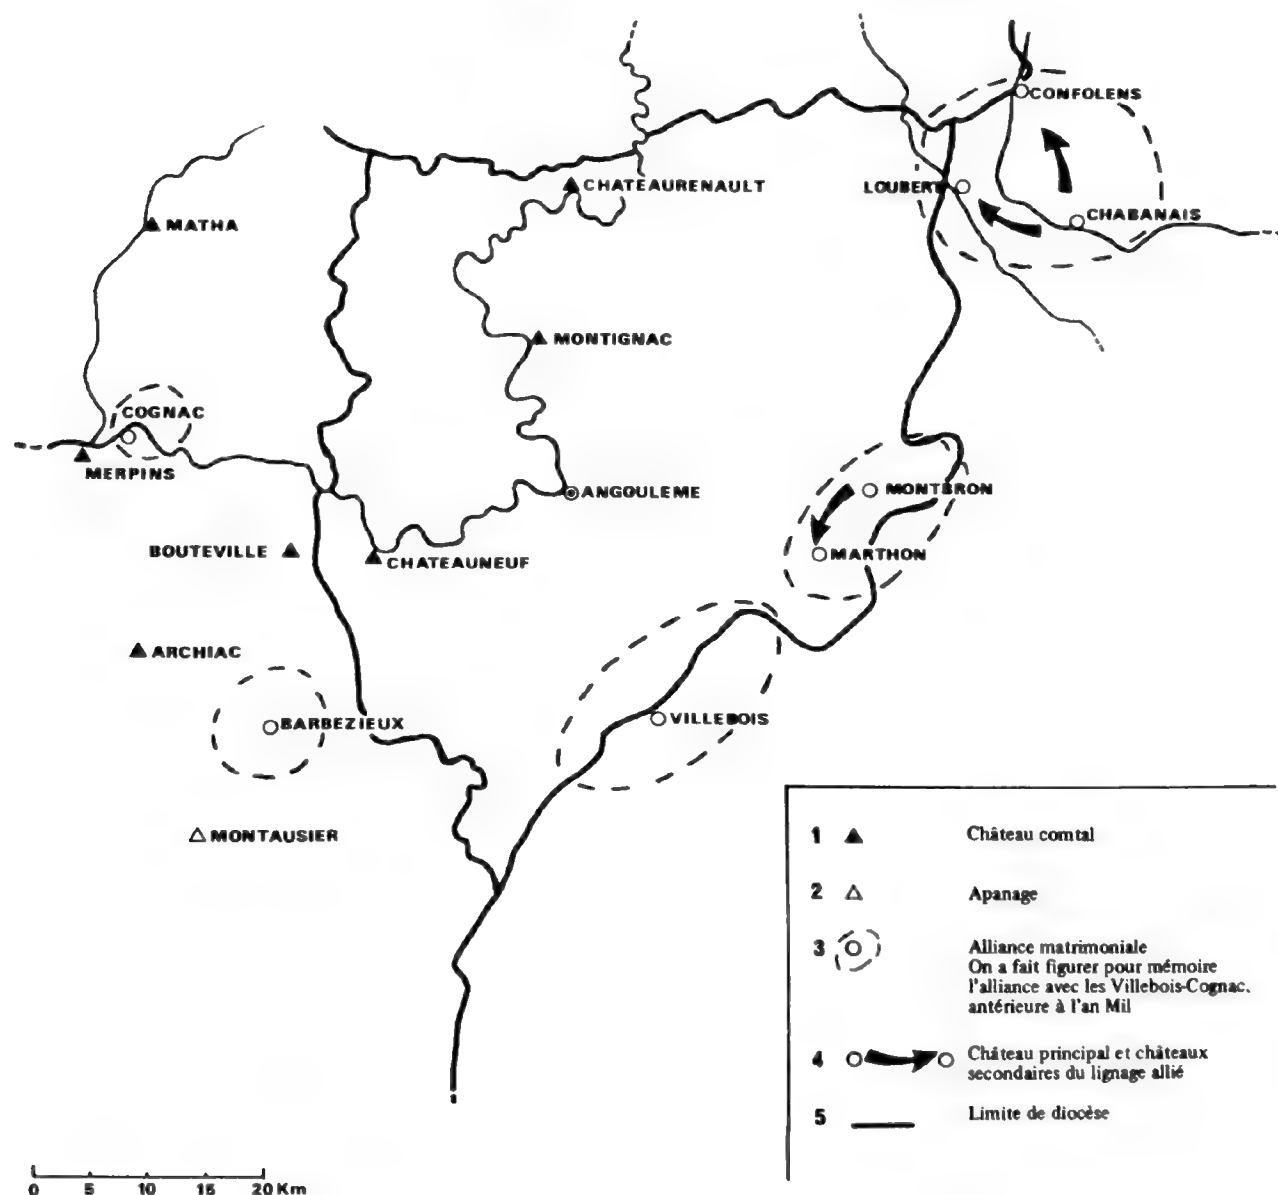 CONFOLENS
CHATEAURENAULT
LOUBERT
CHABANAIS
MATHA
MONTIGNAC
COGNAC
MERPINS
ANGOULEME
MONTBRON
BOUTEVILLE
CHATEAUNEUF
MARTHON
ARCHIAC
BARBEZIEUX
VILLEBOIS
MONTAUSIER
1 Château comtal
2 Apanage
3 Alliance matrimoniale
On a fait figurer pour mémoire
l'alliance avec les Villebois-Cognac,
antérieure à l'an Mil
4 Château principal et châteaux
secondaires du lignage allié
5 Limite de diocèse
0 5 10 15 20 Km